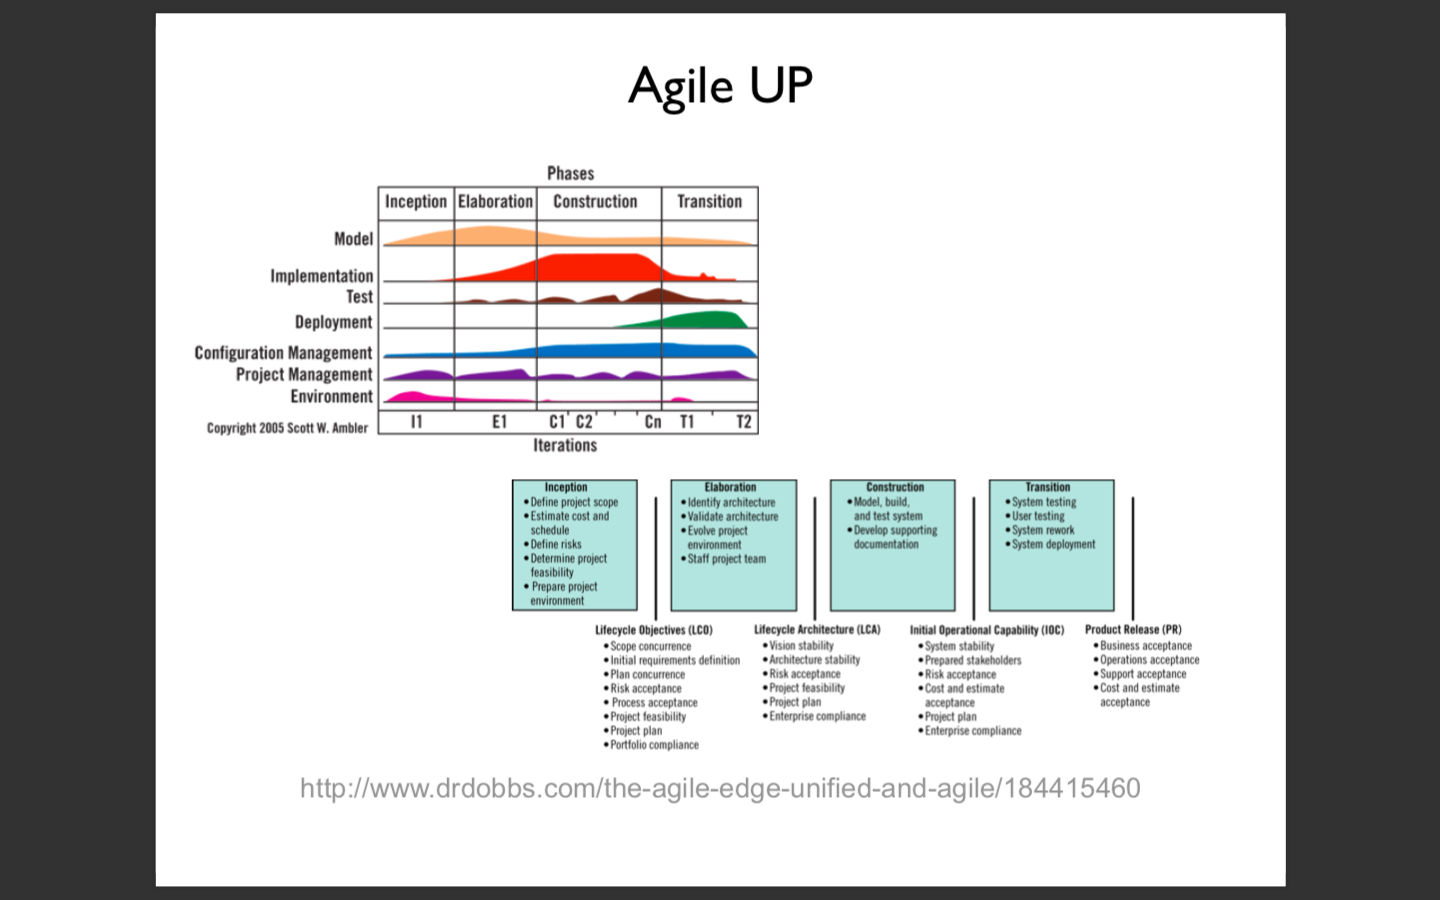 Agile UP
Phases
Inception Elaboration Construction Transition
Model
Implementation
Test
Deployment
Configuration Management
Project Management
Environment
I1 E1 C1 C2 Cn T1 T2
Copyright 2005 Scott W. Ambler
Iterations
Inception
• Define project scope
• Estimate cost and
schedule
• Define risks
• Determine project
feasibility
• Prepare project
environment
Elaboration
• Identify architecture
• Validate architecture
• Evolve project
environment
• Staff project team
Construction
• Model, build,
and test system
• Develop supporting
documentation
Transition
• System testing
• User testing
• System rework
• System deployment
Lifecycle Objectives (LCO)
• Scope concurrence
• Initial requirements definition
• Plan concurrence
• Risk acceptance
• Process acceptance
• Project feasibility
• Project plan
• Portfolio compliance
Lifecycle Architecture (LCA)
• Vision stability
• Architecture stability
• Risk acceptance
• Project feasibility
• Project plan
• Enterprise compliance
Initial Operational Capability (IOC)
• System stability
• Prepared stakeholders
• Risk acceptance
• Cost and estimate
acceptance
• Project plan
• Enterprise compliance
Product Release (PR)
• Business acceptance
• Operations acceptance
• Support acceptance
• Cost and estimate
acceptance
http://www.drdobbs.com/the-agile-edge-unified-and-agile/184415460